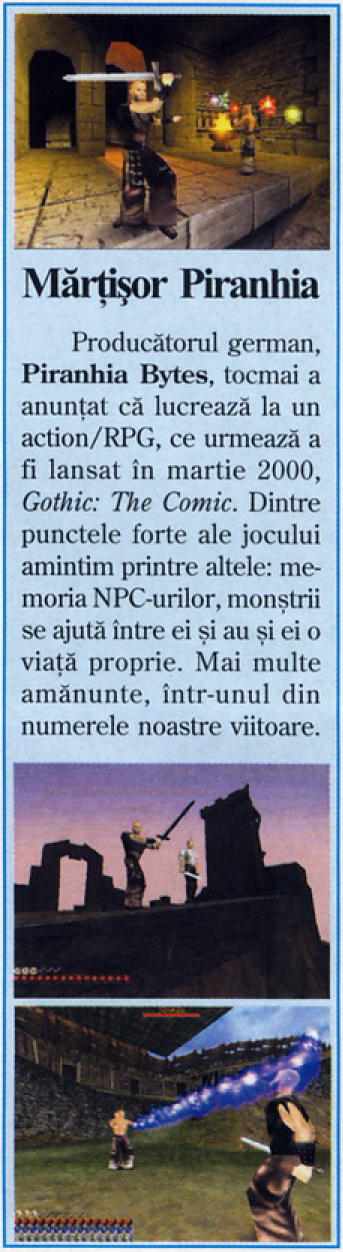 Mărțișor Piranhia
Producătorul german,
Piranhia Bytes, tocmai a
anunțat că lucrează la un
action/RPG, ce urmează a
fi lansat în martie 2000,
Gothic: The Comic. Dintre
punctele forte ale jocului
amintim printre altele: me-
moria NPC-urilor, monștrii
se ajută între ei și au și ei o
viață proprie. Mai multe
amănunte, într-unul din
numerele noastre viitoare.